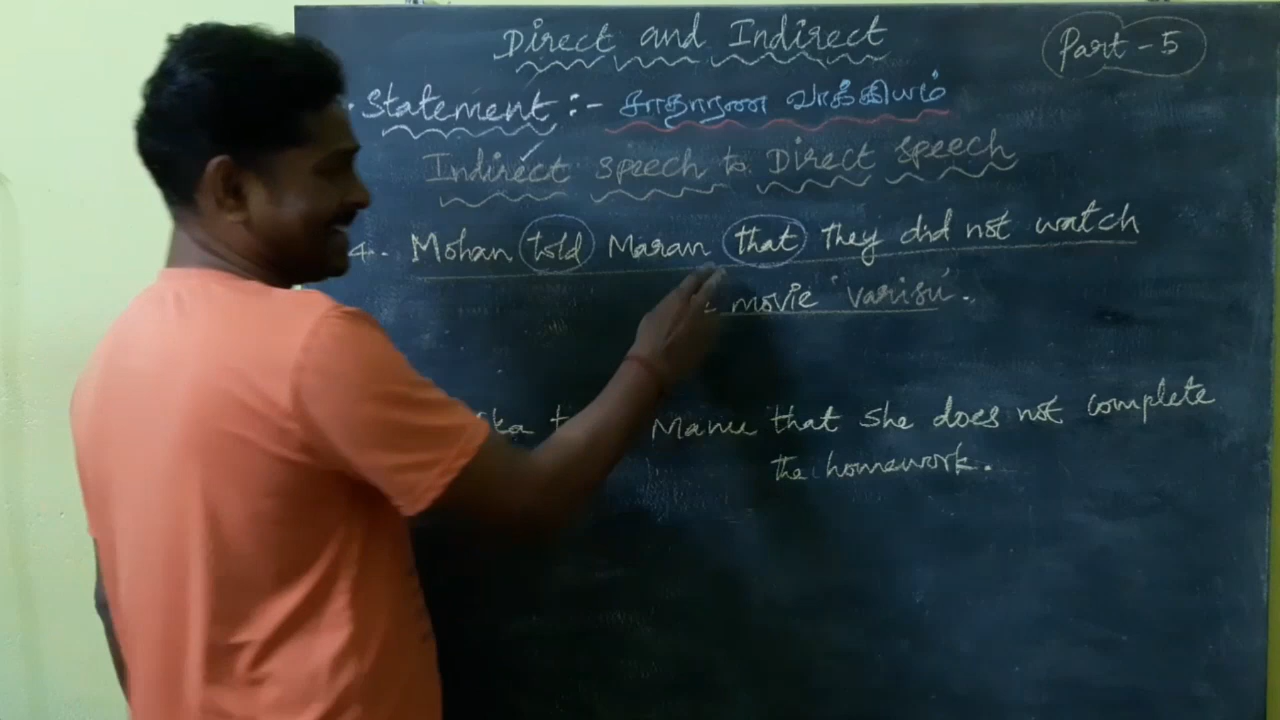 Direct and Indirect
Part - 5
Statement :- சாதாரண வாக்கியம்
Indirect speech to Direct speech
4. Mohan told Maran that they did not watch
movie 'varisu'.
that she does not complete
the homework.